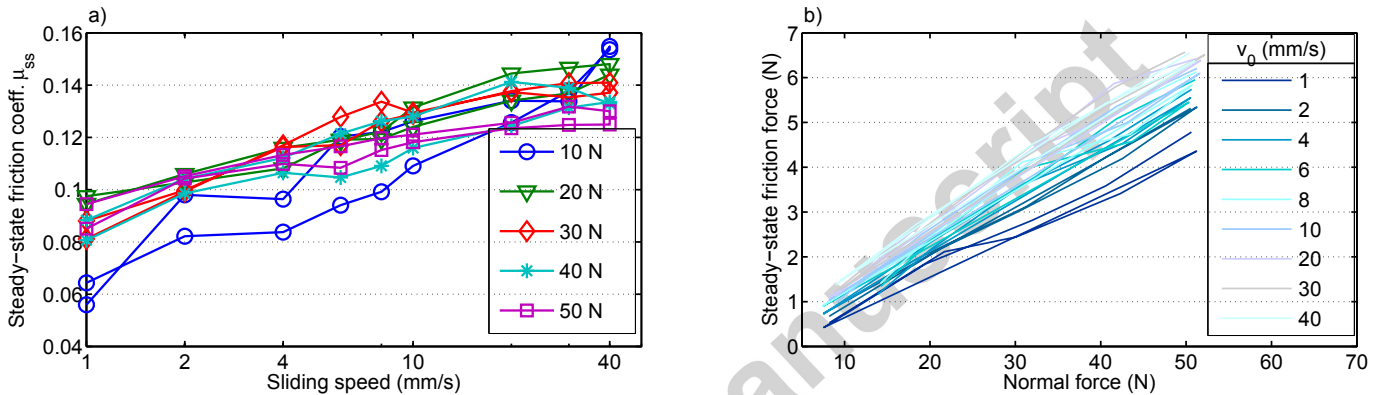 a)
Steady-state friction coeff. μss
0.16
0.14
0.12
0.1
0.08
0.06
0.04
1
2
4
10
20
40
Sliding speed (mm/s)
10 N
20 N
30 N
40 N
50 N
b)
Steady-state friction force (N)
7
6
5
4
3
2
1
0
10
20
30
40
50
60
70
Normal force (N)
v0 (mm/s)
1
2
4
6
8
10
20
30
40
anuscript